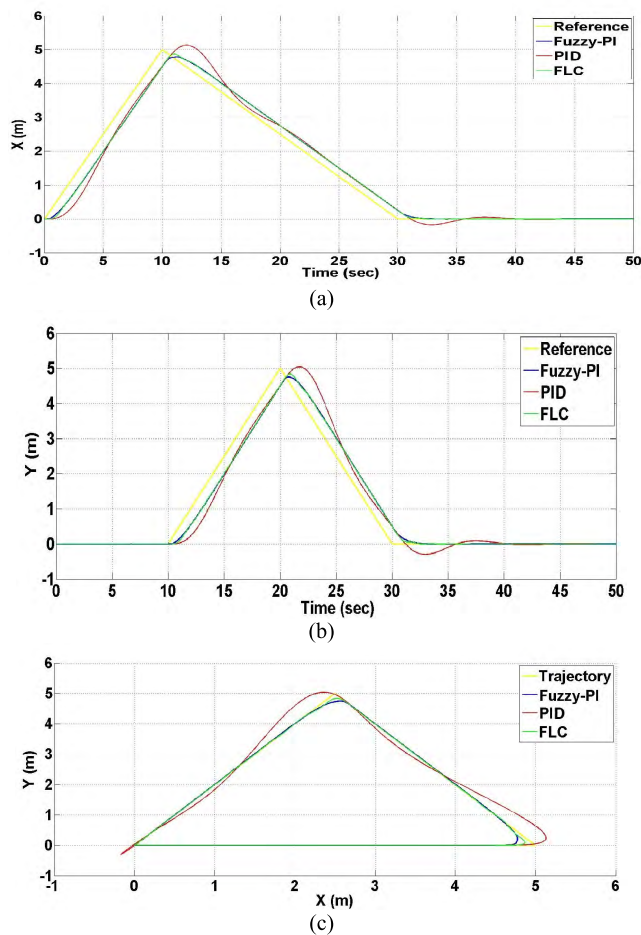 6
5
4
3
2
1
0
-1
X (m)
Reference
Fuzzy-PI
PID
FLC
0 5 10 15 20 25 30 35 40 45 50
Time (sec)
(a)
6
5
4
3
2
1
0
-1
Y (m)
Reference
Fuzzy-PI
PID
FLC
0 5 10 15 20 25 30 35 40 45 50
Time (sec)
(b)
6
5
4
3
2
1
0
-1
Y (m)
Trajectory
Fuzzy-PI
PID
FLC
-1 0 1 2 3 4 5 6
X (m)
(c)